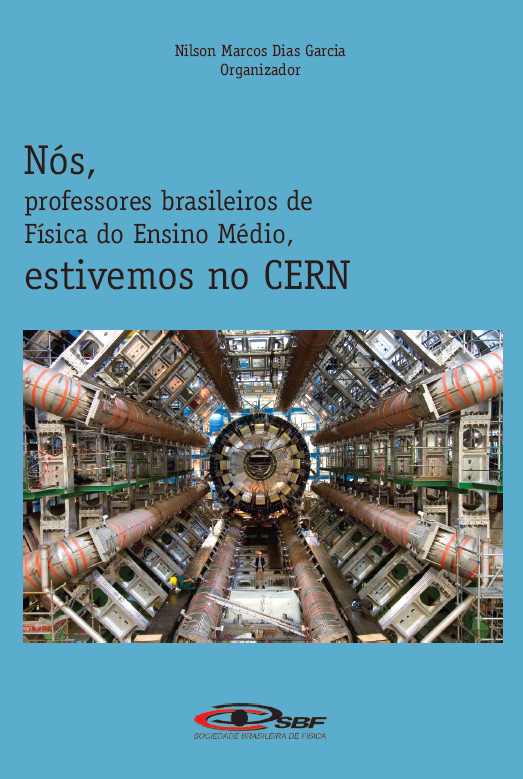 Nilson Marcos Dias Garcia
Organizador
Nós,
professores brasileiros de
Física do Ensino Médio,
estivemos no CERN
SBF
SOCIEDADE BRASILEIRA DE FÍSICA